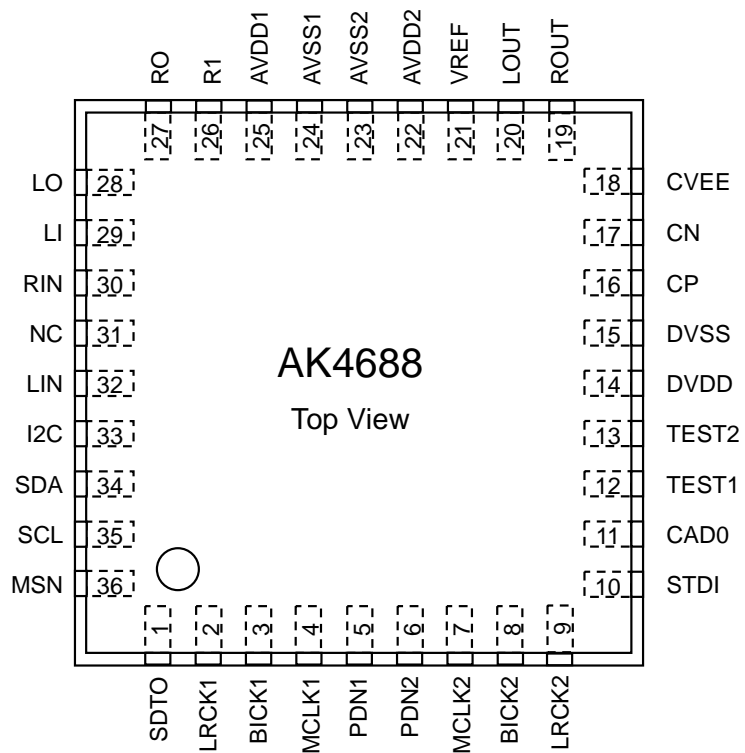 RO R1 AVDD1 AVSS1 AVSS2 AVDD2 VREF LOUT ROUT
27 26 25 24 23 22 21 20 19
LO 28 18 CVEE
LI 29 17 CN
RIN 30 16 CP
NC 31 15 DVSS
AK4688
LIN 32 14 DVDD
Top View
I2C 33 13 TEST2
SDA 34 12 TEST1
SCL 35 11 CAD0
MSN 36 10 STDI
1 2 3 4 5 6 7 8 9
SDTO LRCK1 BICK1 MCLK1 PDN1 PDN2 MCLK2 BICK2 LRCK2